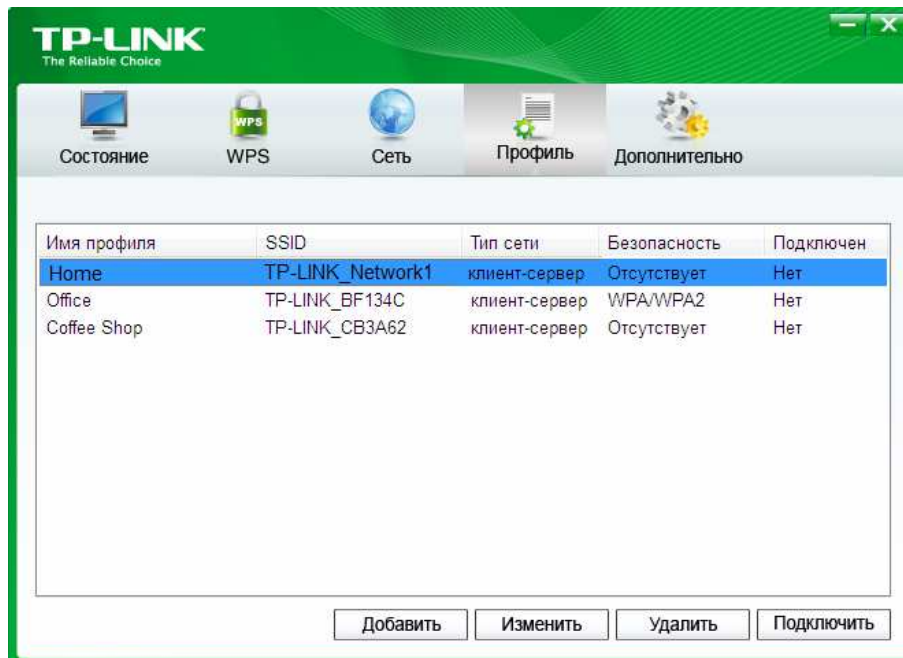 TP-LINK
The Reliable Choice
WPS
Состояние WPS Сеть Профиль Дополнительно
Имя профиля SSID Тип сети Безопасность Подключен
Home TP-LINK_Network1 клиент-сервер Отсутствует Нет
Office TP-LINK_BF134C клиент-сервер WPA/WPA2 Нет
Coffee Shop TP-LINK_CB3A62 клиент-сервер Отсутствует Нет
Добавить Изменить Удалить Подключить